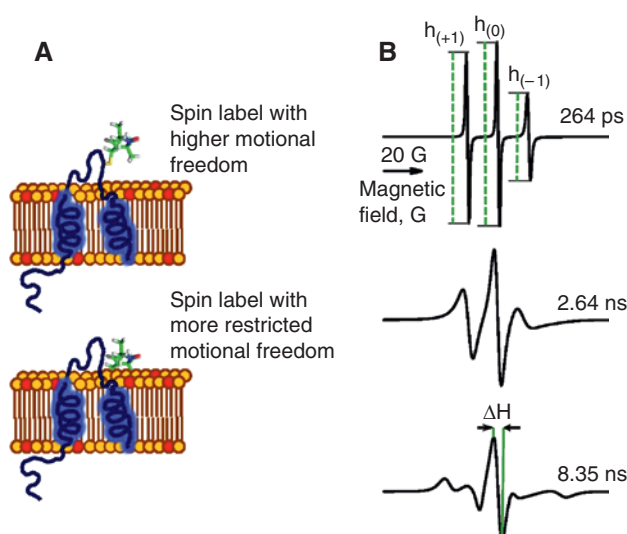 A
Spin label with
higher motional
freedom
Spin label with
more restricted
motional freedom
B
h(+1)
h(0)
h(-1)
264 ps
20 G
Magnetic
field, G
2.64 ns
ΔH
8.35 ns